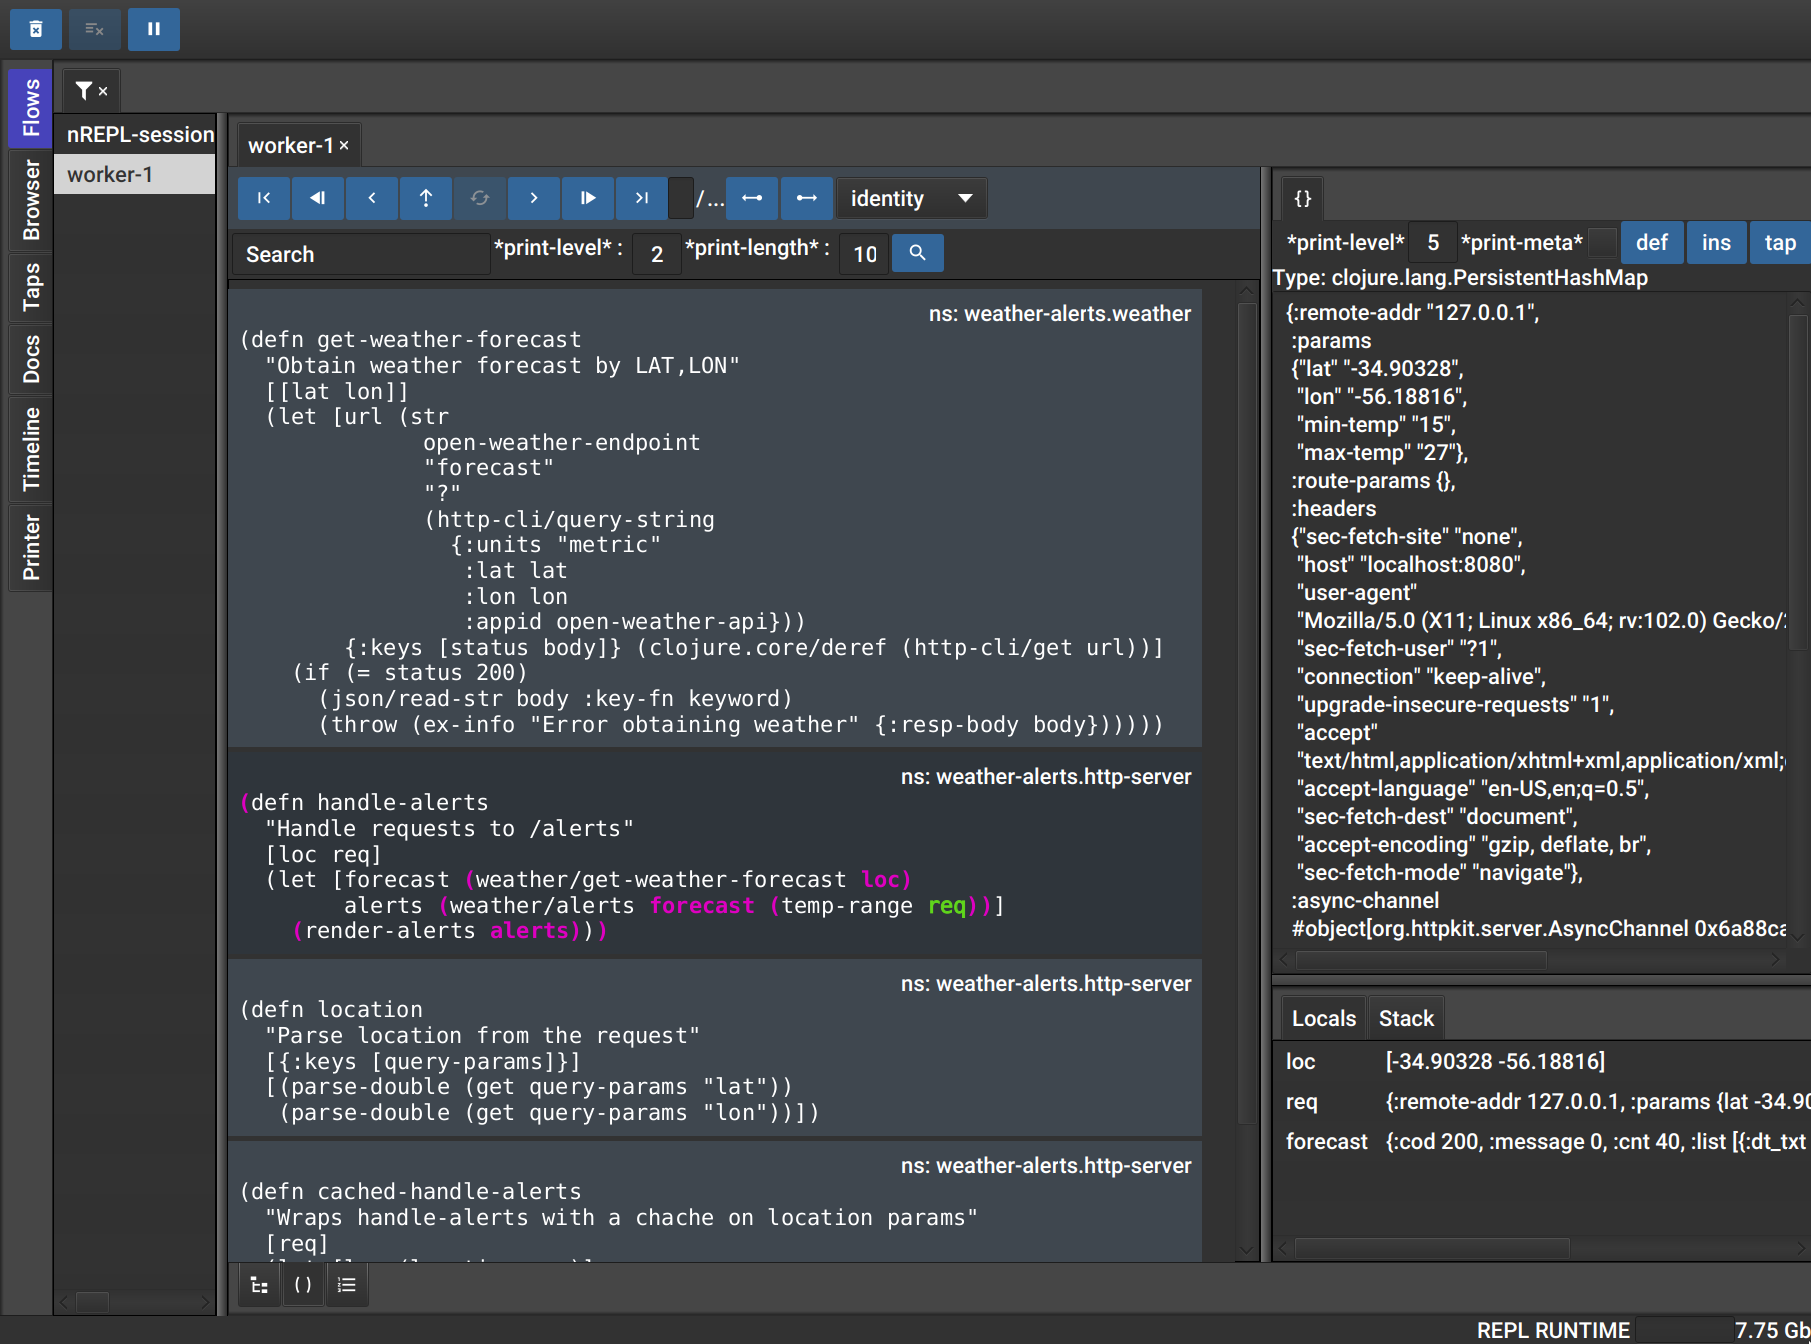 Flows
Browser
Taps
Docs
Timeline
Printer
nREPL-session
worker-1
worker-1
/...
identity
Search
*print-level* :
2
*print-length* :
10
ns: weather-alerts.weather
(defn get-weather-forecast
"Obtain weather forecast by LAT,LON"
[[lat lon]]
(let [url (str
open-weather-endpoint
"forecast"
"?"
(http-cli/query-string
{:units "metric"
:lat lat
:lon lon
:appid open-weather-api}))
{:keys [status body]} (clojure.core/deref (http-cli/get url))]
(if (= status 200)
(json/read-str body :key-fn keyword)
(throw (ex-info "Error obtaining weather" {:resp-body body})))))
ns: weather-alerts.http-server
(defn handle-alerts
"Handle requests to /alerts"
[loc req]
(let [forecast (weather/get-weather-forecast loc)
alerts (weather/alerts forecast (temp-range req))]
(render-alerts alerts)))
ns: weather-alerts.http-server
(defn location
"Parse location from the request"
[{:keys [query-params]}]
[(parse-double (get query-params "lat"))
(parse-double (get query-params "lon"))])
ns: weather-alerts.http-server
(defn cached-handle-alerts
"Wraps handle-alerts with a chache on location params"
[req]
{}
*print-level*
5
*print-meta*
def
ins
tap
Type: clojure.lang.PersistentHashMap
{:remote-addr "127.0.0.1",
:params
{"lat" "-34.90328",
"lon" "-56.18816",
"min-temp" "15",
"max-temp" "27"},
:route-params {},
:headers
{"sec-fetch-site" "none",
"host" "localhost:8080",
"user-agent"
"Mozilla/5.0 (X11; Linux x86_64; rv:102.0) Gecko/
"sec-fetch-user" "?1",
"connection" "keep-alive",
"upgrade-insecure-requests" "1",
"accept"
"text/html,application/xhtml+xml,application/xml;
"accept-language" "en-US,en;q=0.5",
"sec-fetch-dest" "document",
"accept-encoding" "gzip, deflate, br",
"sec-fetch-mode" "navigate"},
:async-channel
#object[org.httpkit.server.AsyncChannel 0x6a88ca
Locals
Stack
loc [-34.90328 -56.18816]
req {:remote-addr 127.0.0.1, :params {lat -34.90
forecast {:cod 200, :message 0, :cnt 40, :list [{:dt_txt
()
REPL RUNTIME
7.75 Gb